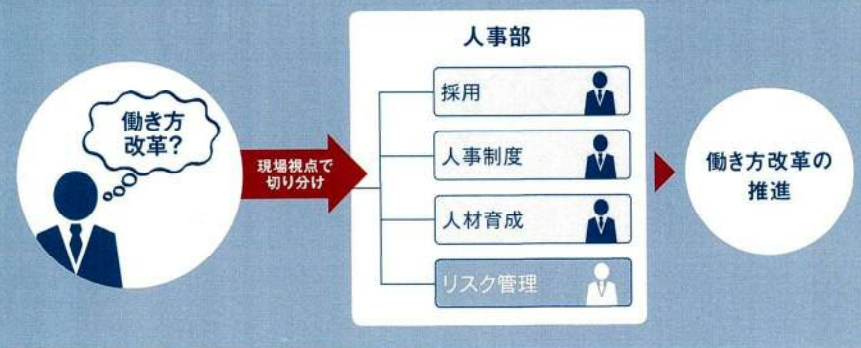 働き方
改革?
現場視点で
切り分け
人事部
採用
人事制度
人材育成
リスク管理
働き方改革の
推進